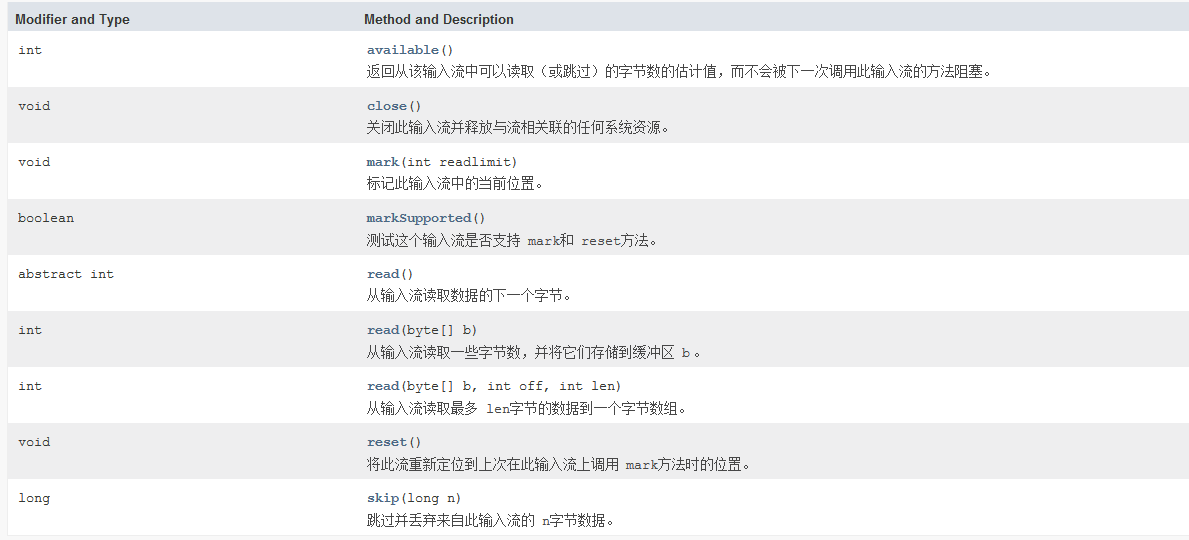 Modifier and Type Method and Description
int available()
返回从该输入流中可以读取（或跳过）的字节数的估计值，而不会被下一次调用此输入流的方法阻塞。
void close()
关闭此输入流并释放与流相关联的任何系统资源。
void mark(int readlimit)
标记此输入流中的当前位置。
boolean markSupported()
测试这个输入流是否支持 mark和 reset方法。
abstract int read()
从输入流读取数据的下一个字节。
int read(byte[] b)
从输入流读取一些字节数，并将它们存储到缓冲区 b 。
int read(byte[] b, int off, int len)
从输入流读取最多 len字节的数据到一个字节数组。
void reset()
将此流重新定位到上次在此输入流上调用 mark方法时的位置。
long skip(long n)
跳过并丢弃来自此输入流的 n字节数据。